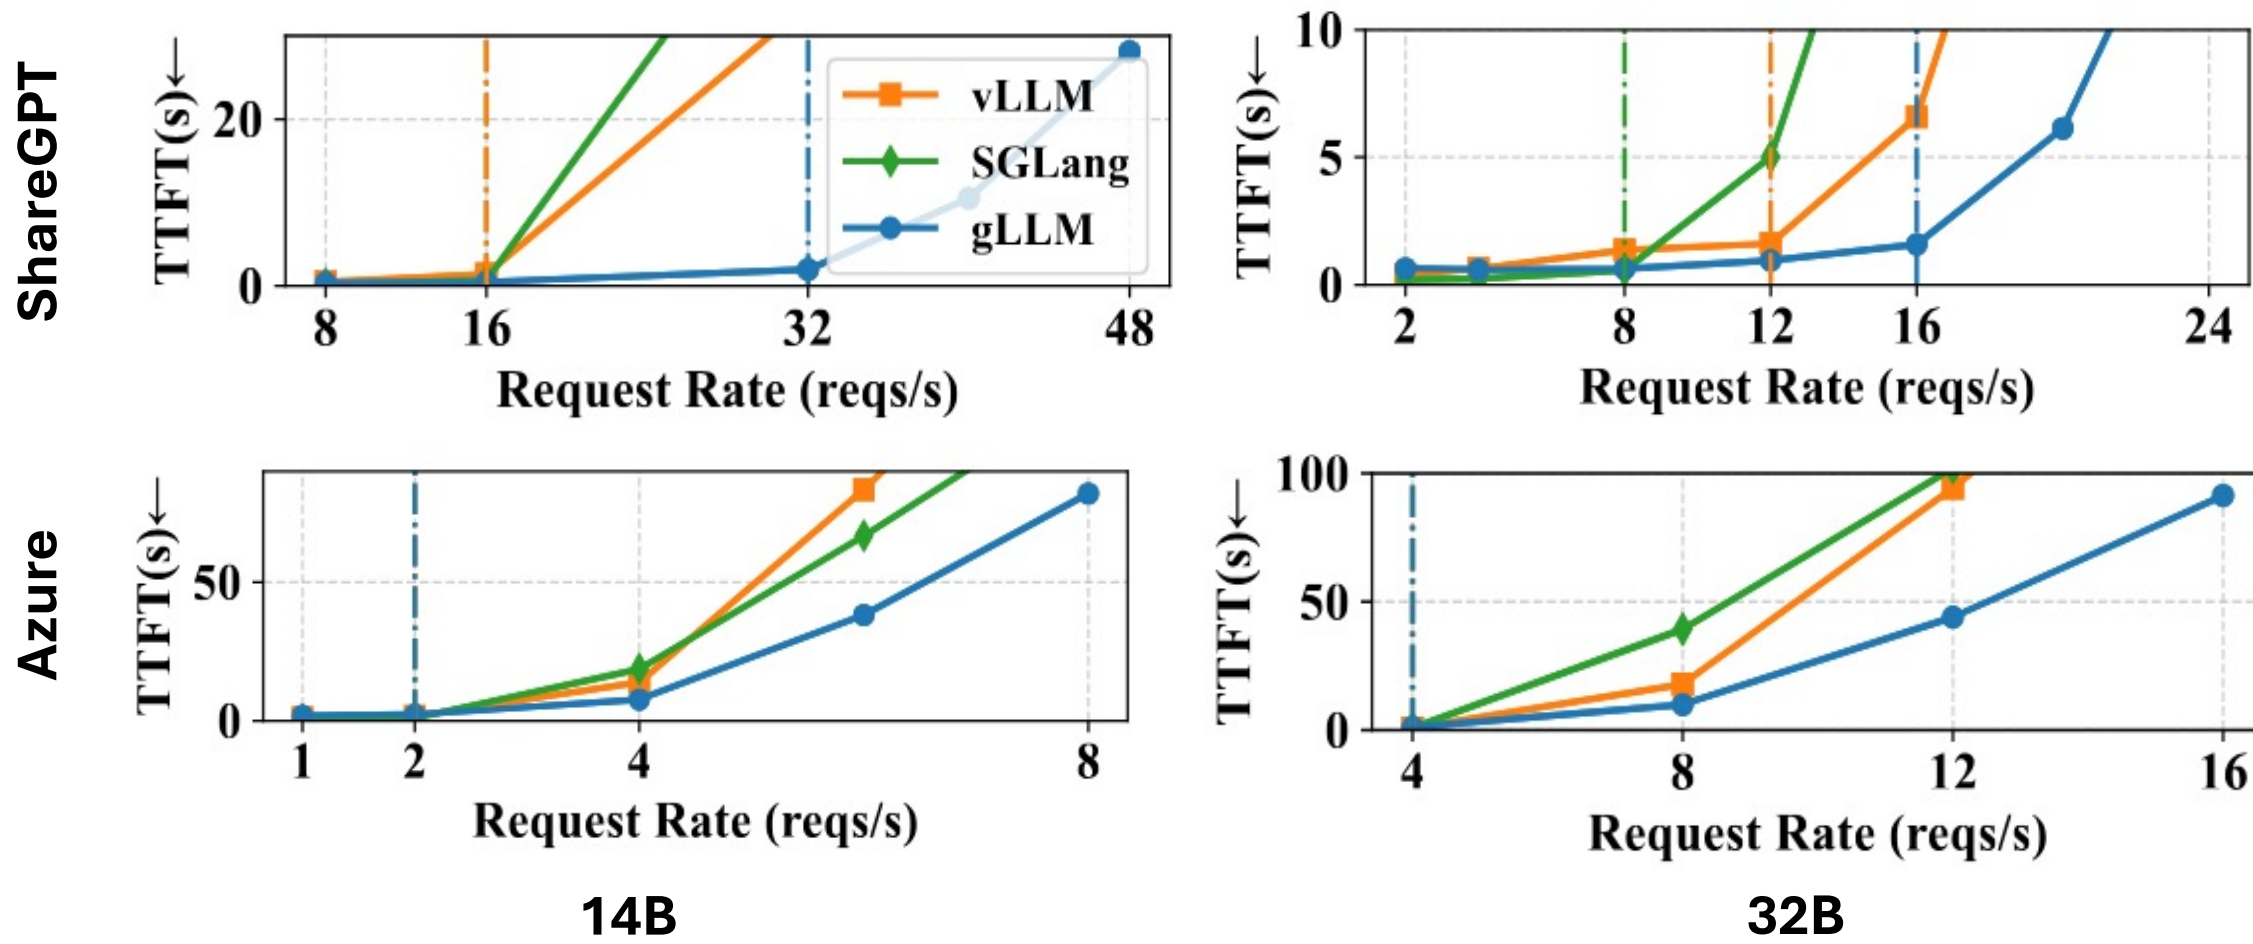 ShareGPT
TTFT(s)←
20
0
8 16 32 48
Request Rate (reqs/s)
vLLM
SGLang
gLLM
TTFT(s)←
10
5
0
2 8 12 16 24
Request Rate (reqs/s)
Azure
TTFT(s)←
50
0
1 2 4 8
Request Rate (reqs/s)
TTFT(s)←
100
50
0
4 8 12 16
Request Rate (reqs/s)
14B
32B